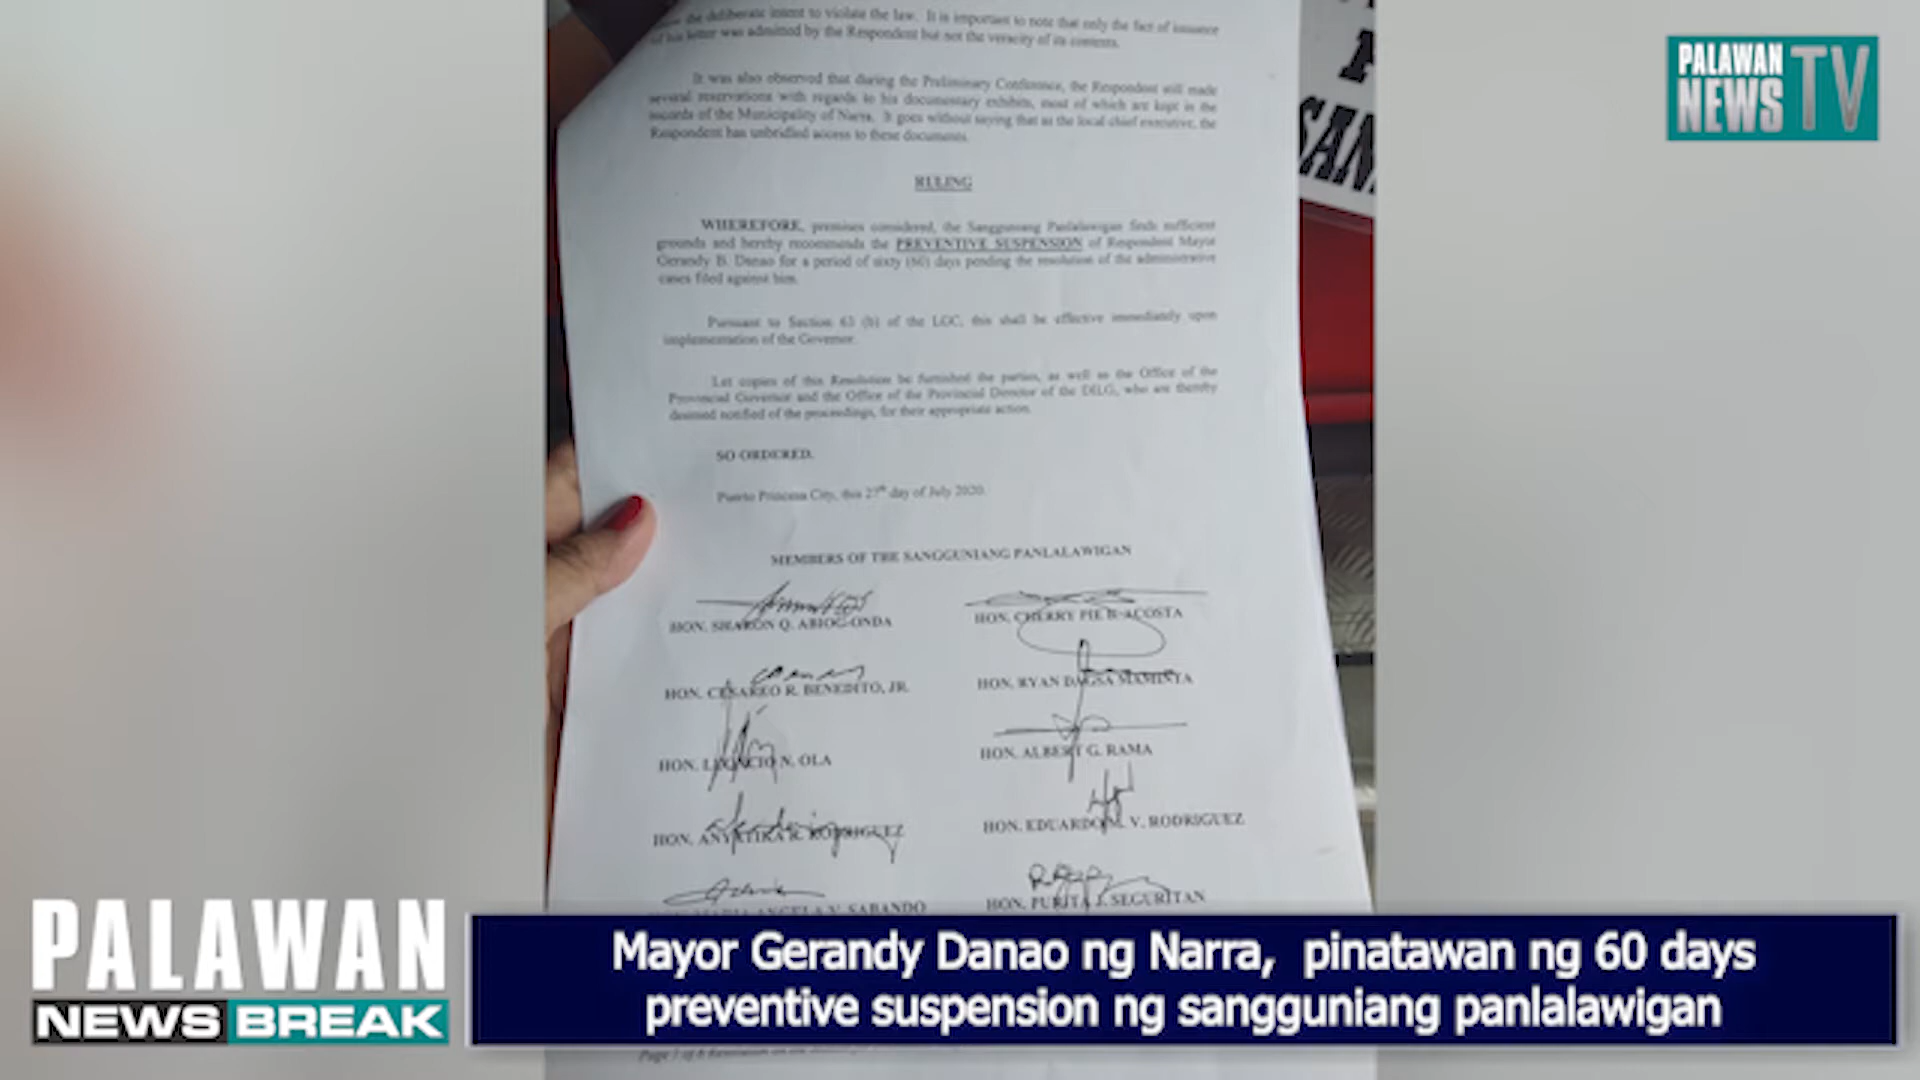 the deliberate intent to violate the law. It is important to note that only the fact of issuance
of his letter was admitted by the Respondent but not the veracity of its contents.
It was also observed that during the Preliminary Conference, the Respondent still made
several reservations with regards to his documentary exhibits, most of which are kept in the
records of the Municipality of Narra. It goes without saying that as the local chief executive, the
Respondent has unbridled access to these documents.
RULING
WHEREFORE, premises considered, the Sangguniang Panlalawigan finds sufficient
grounds and hereby recommends the PREVENTIVE SUSPENSION of Respondent Mayor
Gerandy B. Danao for a period of sixty (60) days pending the resolution of the administrative
cases filed against him.
Pursuant to Section 63 (b) of the LGC, this shall be effective immediately upon
implementation of the Governor.
Let copies of this Resolution be furnished the parties, as well as the Office of the
Provincial Governor and the Office of the Provincial Director of the DILG, who are thereby
deemed notified of the proceedings, for their appropriate action.
SO ORDERED.
Puerto Princesa City, this 27th day of July 2020.
MEMBERS OF THE SANGGUNIANG PANLALAWIGAN
HON. SHARON Q. ABIOG-ONDA
HON. CHERRY PIE B. ACOSTA
HON. CESAREO R. BENEDITO, JR.
HON. RYAN DAGSA MAMINTA
HON. LEONCIO N. OLA
HON. ALBERT G. RAMA
HON. ANYATIKA R. RODRIGUEZ
HON. EDUARDO M. V. RODRIGUEZ
HON. MARIA ANGELA V. SABANDO
HON. PURITA J. SEGURITAN
SAN
PALAWAN
NEWS TV
PALAWAN
NEWS BREAK
Mayor Gerandy Danao ng Narra, pinatawan ng 60 days
preventive suspension ng sangguniang panlalawigan